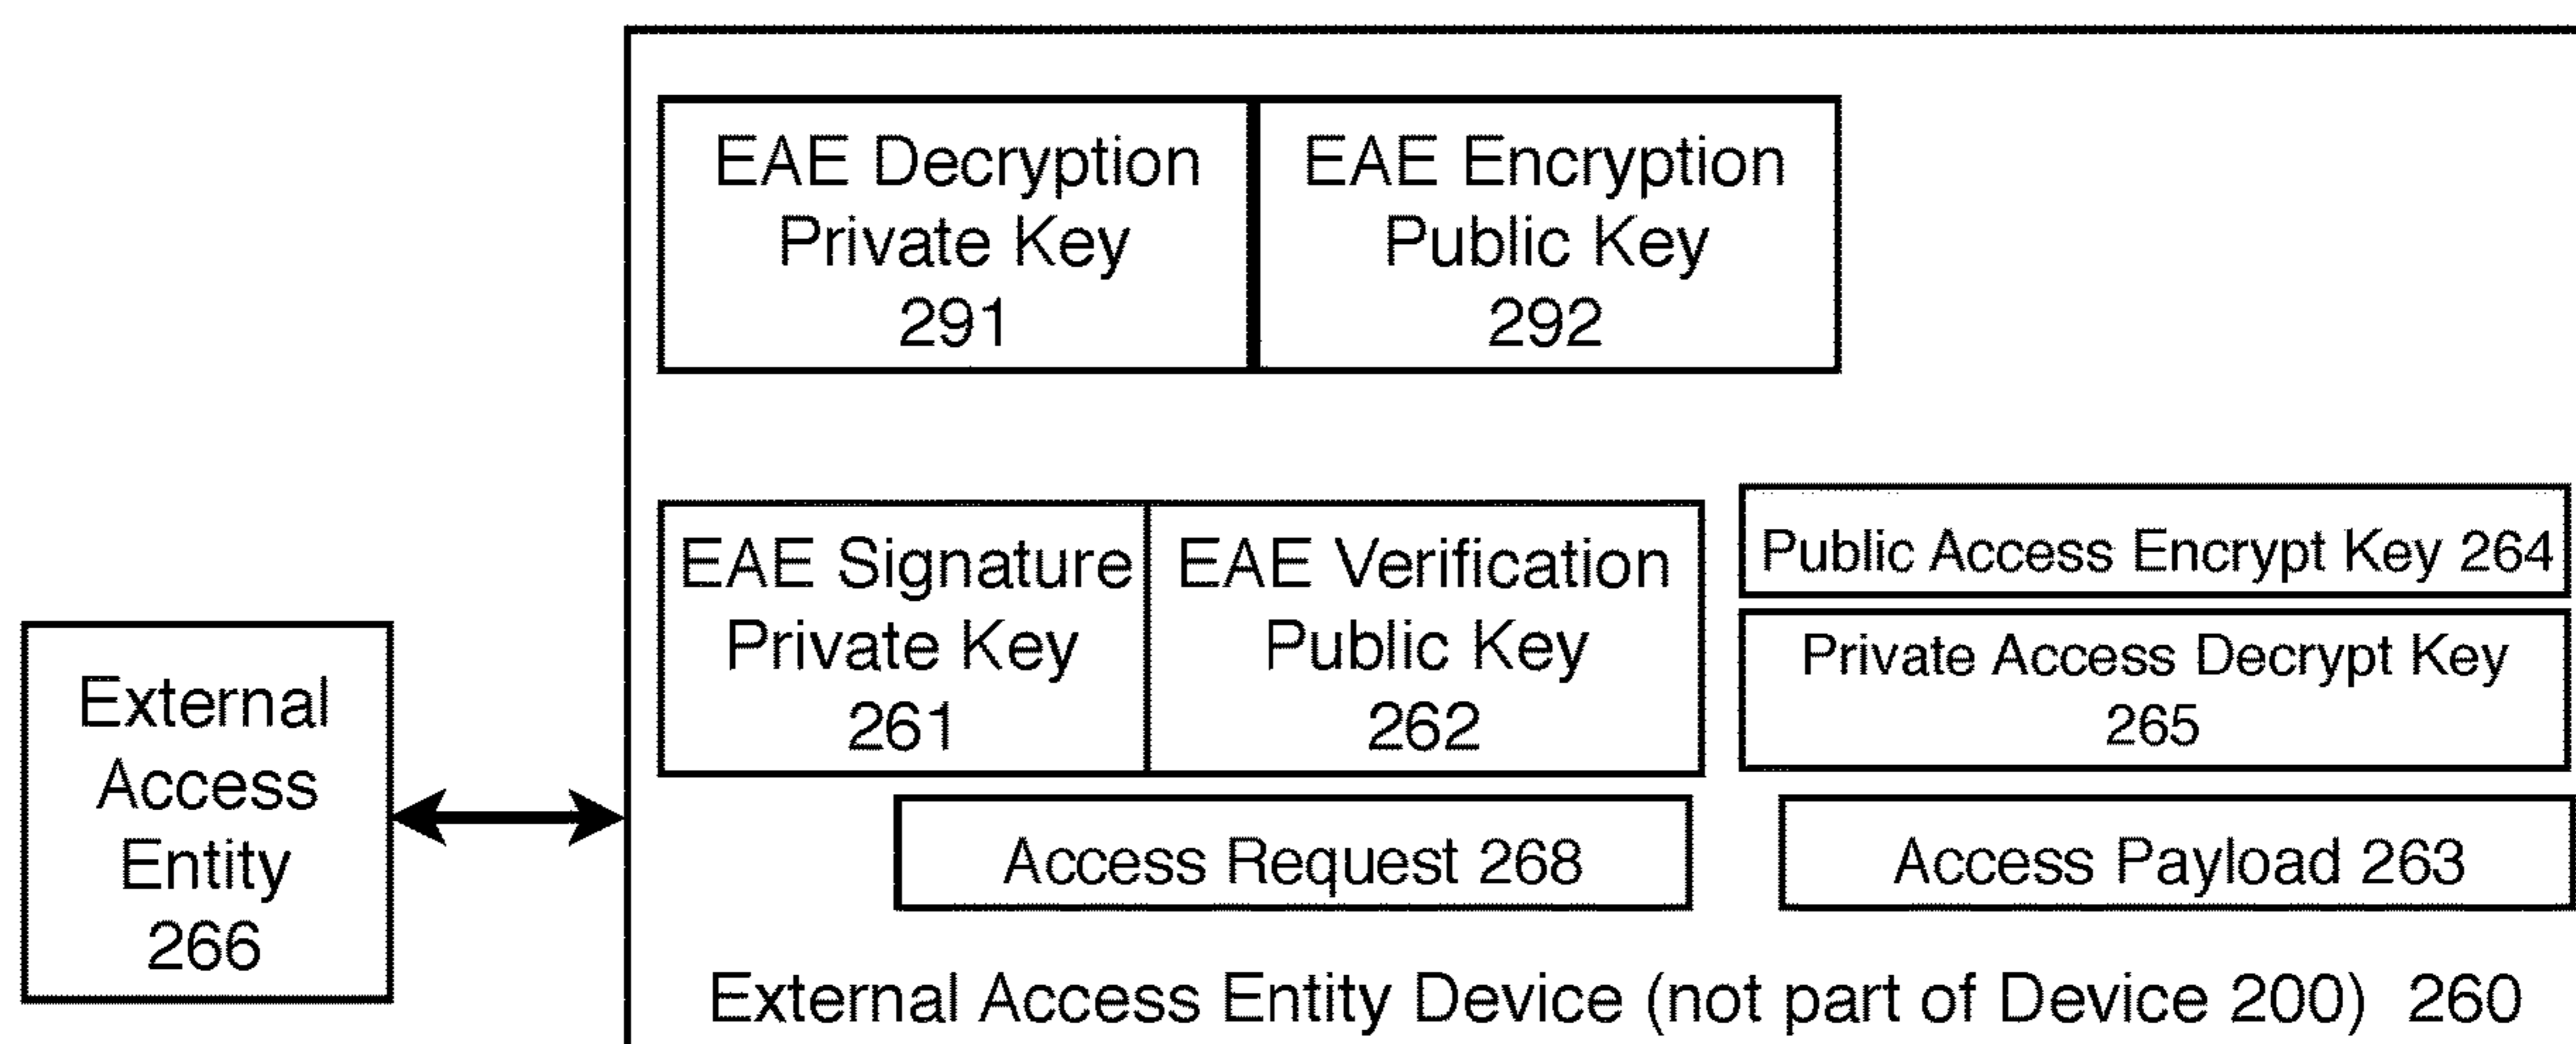 EAE Decryption
Private Key
291
EAE Encryption
Public Key
292
EAE Signature
Private Key
261
EAE Verification
Public Key
262
Public Access Encrypt Key 264
Private Access Decrypt Key
265
External
Access
Entity
266
Access Request 268
Access Payload 263
External Access Entity Device (not part of Device 200) 260